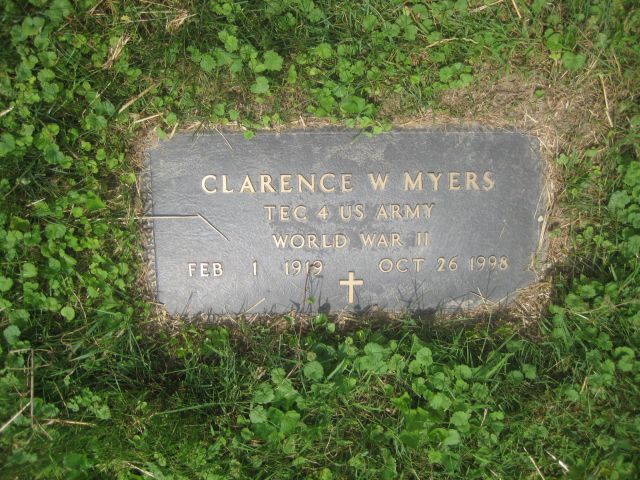 CLARENCE W MYERS
TEC 4 US ARMY
WORLD WAR II
FEB 1 1919 OCT 26 1998